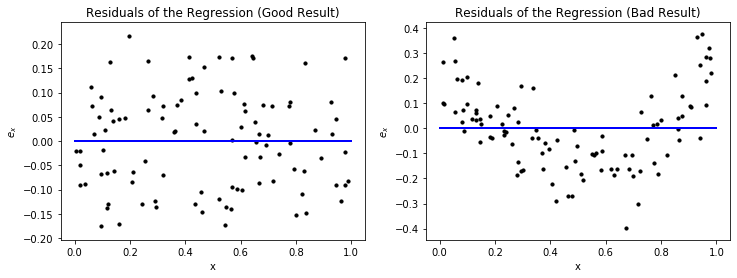 Residuals of the Regression (Good Result)
0.20
0.15
0.10
0.05
0.00
−0.05
−0.10
−0.15
−0.20
eₓ
0.0 0.2 0.4 0.6 0.8 1.0
x
Residuals of the Regression (Bad Result)
0.4
0.3
0.2
0.1
0.0
−0.1
−0.2
−0.3
−0.4
eₓ
0.0 0.2 0.4 0.6 0.8 1.0
x